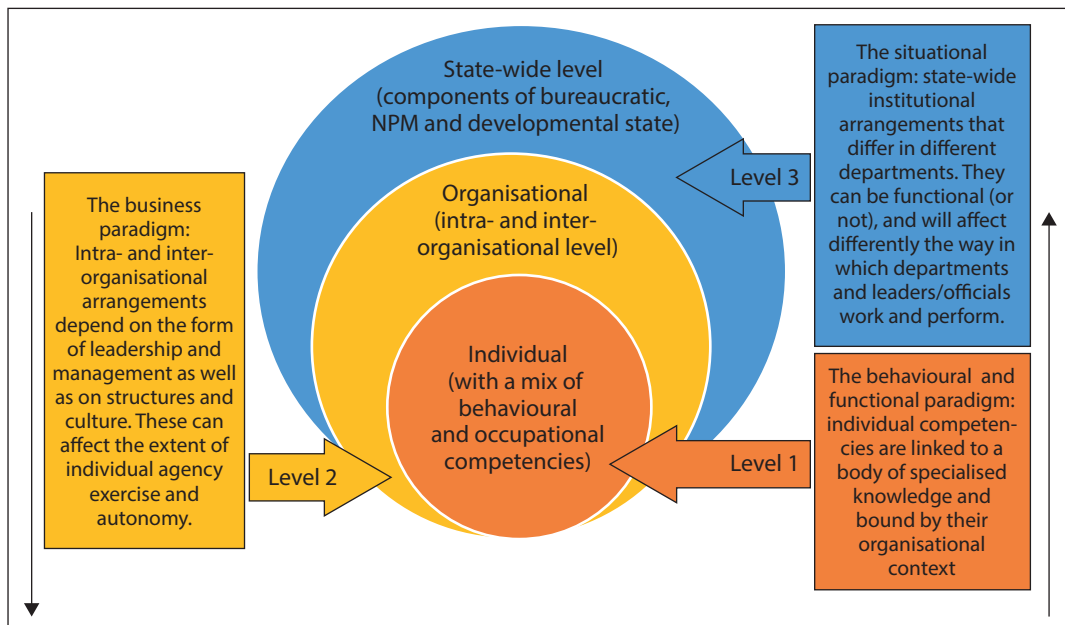 State-wide level
(components of bureaucratic,
NPM and developmental state)
Organisational
(intra- and inter-
organisational level)
Individual
(with a mix of
behavioural
and occupational
competencies)
The business
paradigm:
Intra- and inter-
organisational
arrangements
depend on the form
of leadership and
management as well
as on structures and
culture. These can
affect the extent of
individual agency
exercise and
autonomy.
Level 2
Level 3
The situational
paradigm: state-wide
institutional
arrangements that
differ in different
departments. They
can be functional (or
not), and will affect
differently the way in
which departments
and leaders/officials
work and perform.
Level 1
The behavioural and
functional paradigm:
individual competen-
cies are linked to a
body of specialised
knowledge and
bound by their
organisational
context